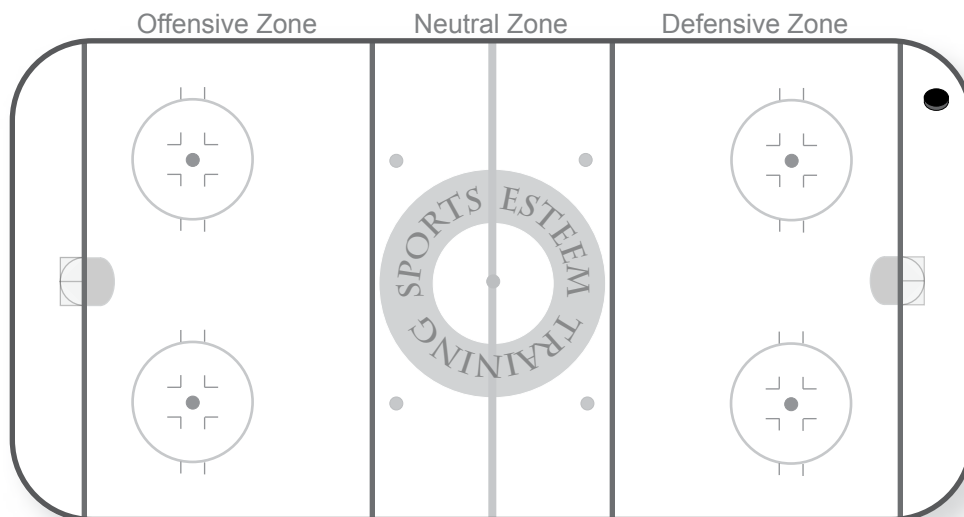 Offensive Zone
Neutral Zone
Defensive Zone
SPORTS ESTEEM
TRAINING